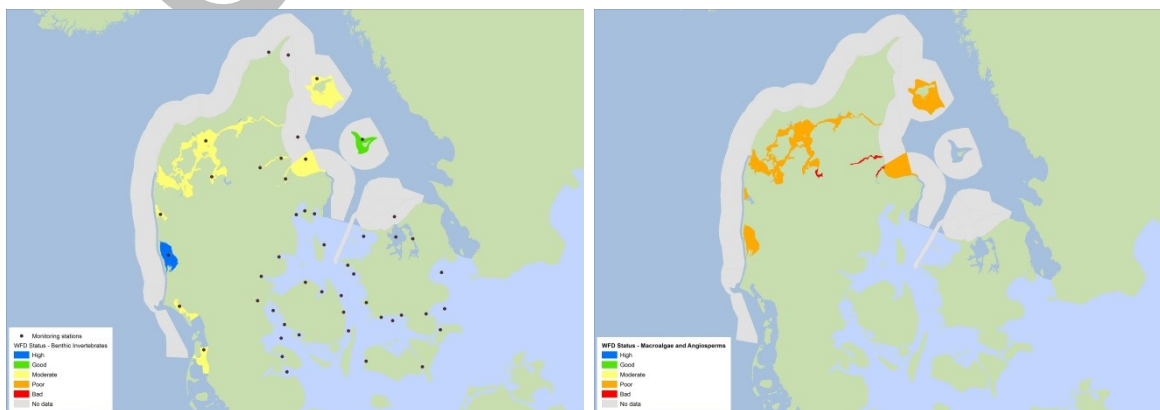 Monitoring stations
WFD Status - Benthic Invertebrates
High
Good
Moderate
Poor
Bad
No data
WFD Status - Macroalgae and Angiosperms
High
Good
Moderate
Poor
Bad
No data